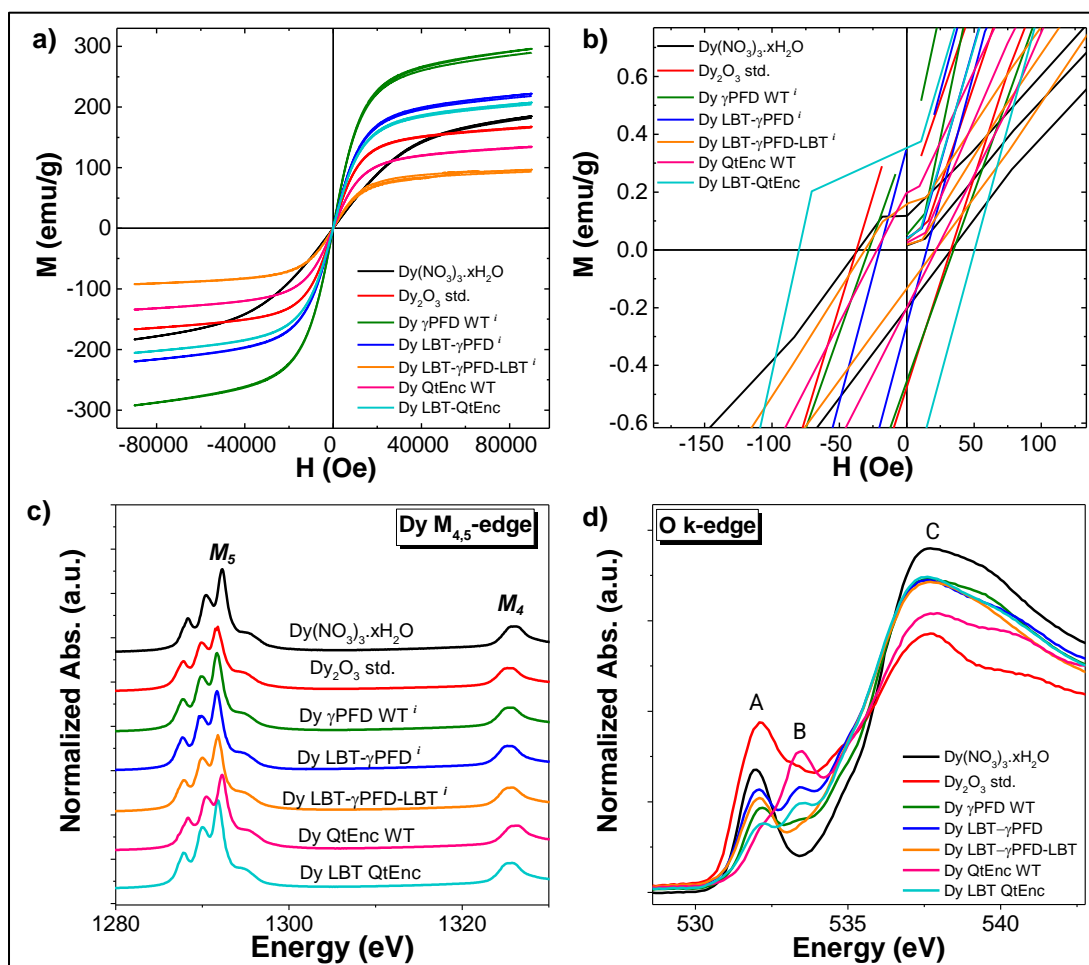 a)
300
200
100
0
-100
-200
-300
M (emu/g)
-80000 -40000 0 40000 80000
H (Oe)
Dy(NO3)3.xH2O
Dy2O3 std.
Dy γPFD WT i
Dy LBT-γPFD i
Dy LBT-γPFD-LBT i
Dy QtEnc WT
Dy LBT-QtEnc
b)
0.6
0.4
0.2
0.0
-0.2
-0.4
-0.6
M (emu/g)
-150 -100 -50 0 50 100
H (Oe)
Dy(NO3)3.xH2O
Dy2O3 std.
Dy γPFD WT i
Dy LBT-γPFD i
Dy LBT-γPFD-LBT i
Dy QtEnc WT
Dy LBT-QtEnc
c)
Dy M4,5-edge
M5
M4
Dy(NO3)3.xH2O
Dy2O3 std.
Dy γPFD WT i
Dy LBT-γPFD i
Dy LBT-γPFD-LBT i
Dy QtEnc WT
Dy LBT QtEnc
Normalized Abs. (a.u.)
1280 1300 1320
Energy (eV)
d)
O k-edge
A
B
C
Dy(NO3)3.xH2O
Dy2O3 std.
Dy γPFD WT
Dy LBT–γPFD
Dy LBT–γPFD-LBT
Dy QtEnc WT
Dy LBT QtEnc
Normalized Abs. (a.u.)
530 535 540
Energy (eV)